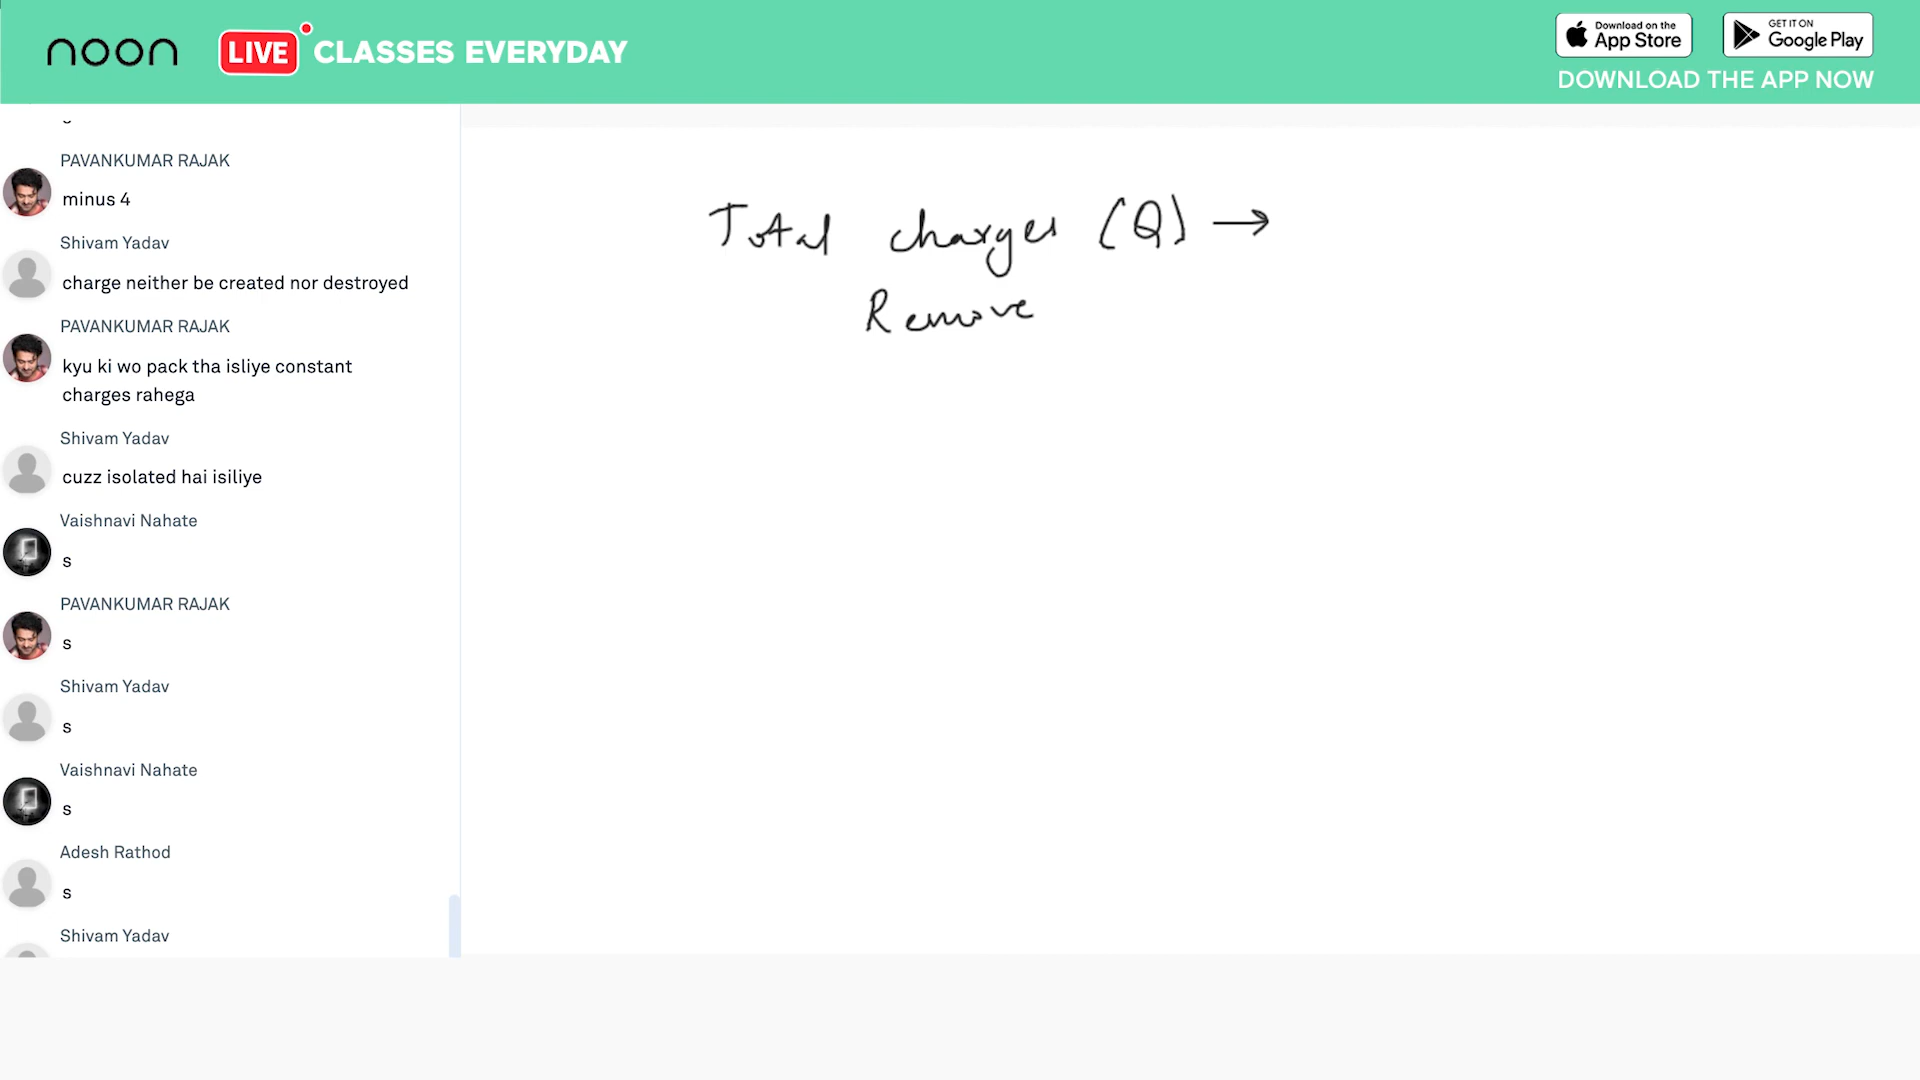 noon LIVE CLASSES EVERYDAY
Download on the App Store
GET IT ON Google Play
DOWNLOAD THE APP NOW
PAVANKUMAR RAJAK
minus 4
Shivam Yadav
charge neither be created nor destroyed
PAVANKUMAR RAJAK
kyu ki wo pack tha isliye constant
charges rahega
Shivam Yadav
cuzz isolated hai isiliye
Vaishnavi Nahate
s
PAVANKUMAR RAJAK
s
Shivam Yadav
s
Vaishnavi Nahate
s
Adesh Rathod
s
Shivam Yadav
Total charges (Q) →
Remove